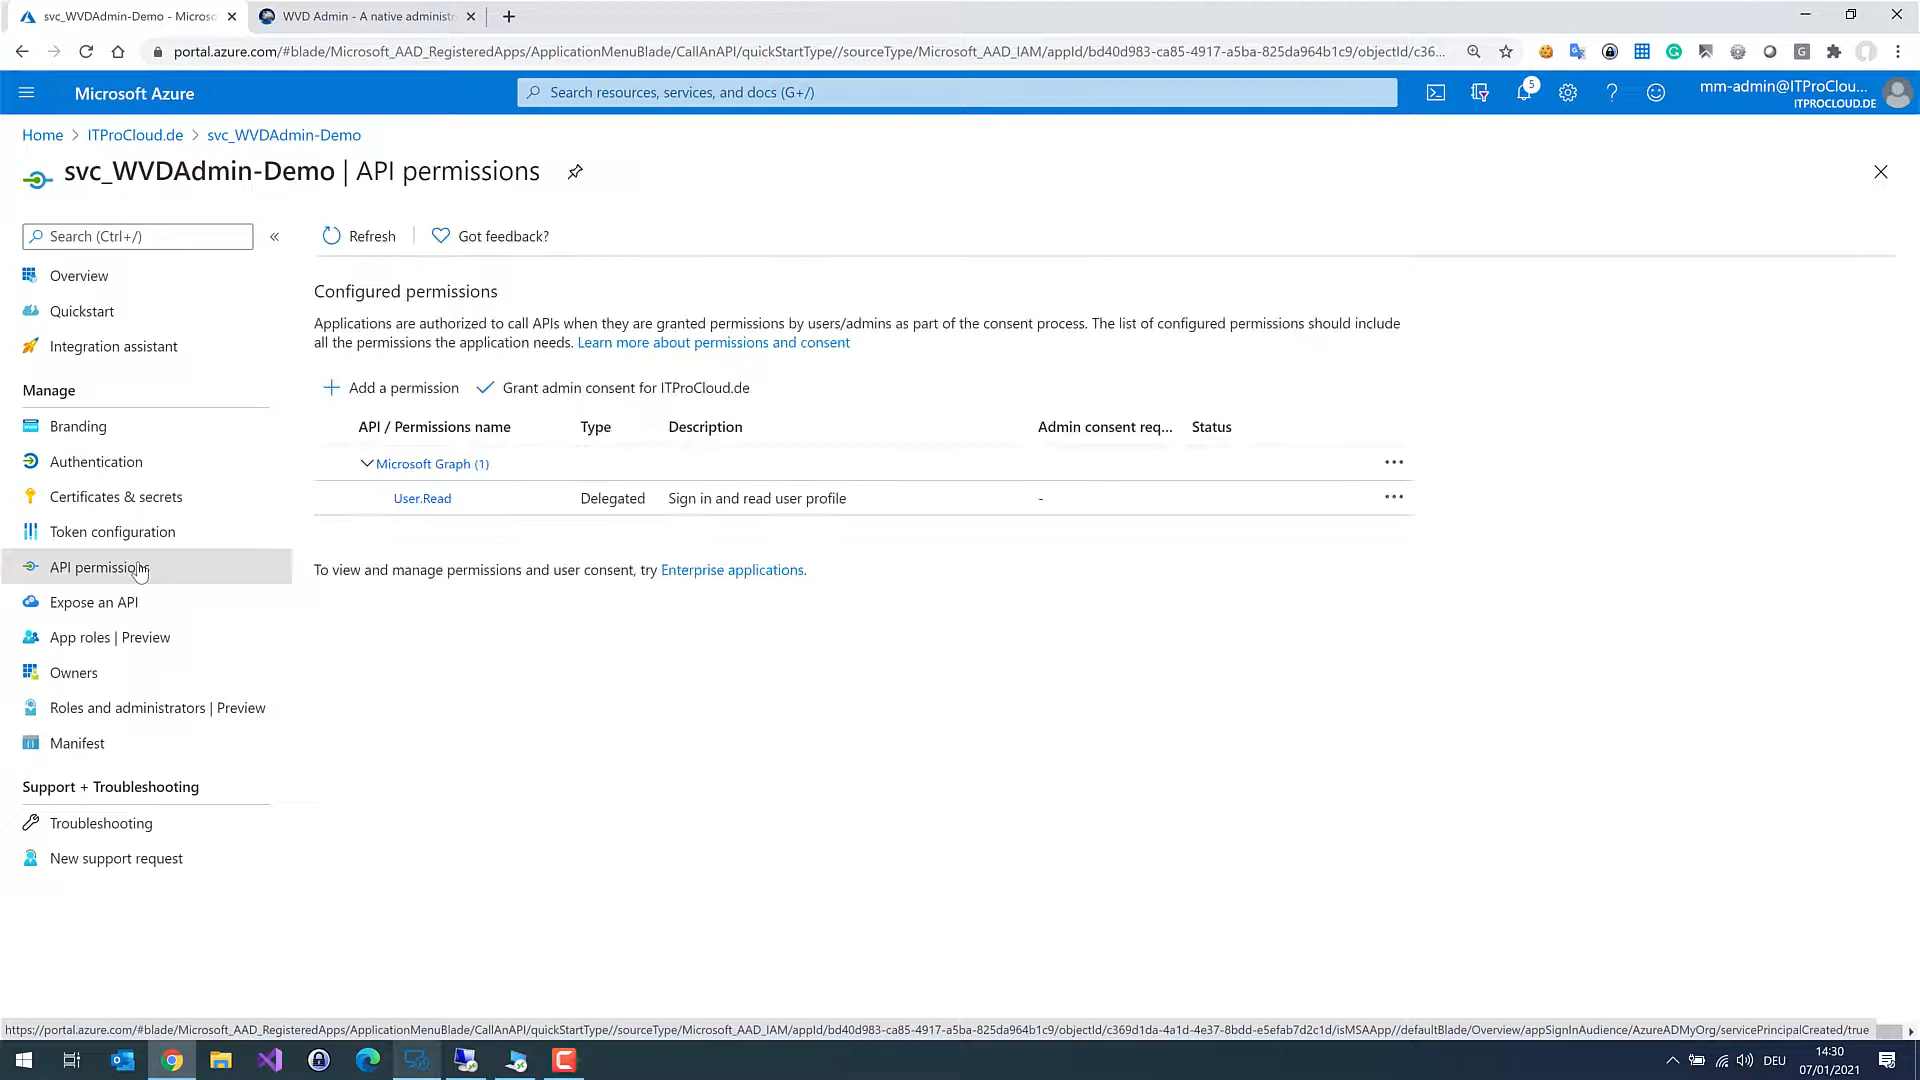 svc_WVDAdmin-Demo - Microso
WVD Admin - A native administr
portal.azure.com/#blade/Microsoft_AAD_RegisteredApps/ApplicationMenuBlade/CallAnAPI/quickStartType//sourceType/Microsoft_AAD_IAM/appId/bd40d983-ca85-4917-a5ba-825da964b1c9/objectId/c36...
Microsoft Azure
Search resources, services, and docs (G+/)
5
mm-admin@ITProClou...
ITPROCLOUD.DE
Home > ITProCloud.de > svc_WVDAdmin-Demo
svc_WVDAdmin-Demo | API permissions
Search (Ctrl+/)
«
Refresh
Got feedback?
Overview
Quickstart
Integration assistant
Manage
Branding
Authentication
Certificates & secrets
Token configuration
API permissions
Expose an API
App roles | Preview
Owners
Roles and administrators | Preview
Manifest
Support + Troubleshooting
Troubleshooting
New support request
Configured permissions
Applications are authorized to call APIs when they are granted permissions by users/admins as part of the consent process. The list of configured permissions should include
all the permissions the application needs. Learn more about permissions and consent
Add a permission
Grant admin consent for ITProCloud.de
API / Permissions name Type Description Admin consent req... Status
Microsoft Graph (1)
User.Read Delegated Sign in and read user profile -
To view and manage permissions and user consent, try Enterprise applications.
https://portal.azure.com/#blade/Microsoft_AAD_RegisteredApps/ApplicationMenuBlade/CallAnAPI/quickStartType//sourceType/Microsoft_AAD_IAM/appId/bd40d983-ca85-4917-a5ba-825da964b1c9/objectId/c369d1da-4a1d-4e37-8bdd-e5efab7d2c1d/isMSAApp//defaultBlade/Overview/appSignInAudience/AzureADMyOrg/servicePrincipalCreated/true
DEU
14:30
07/01/2021